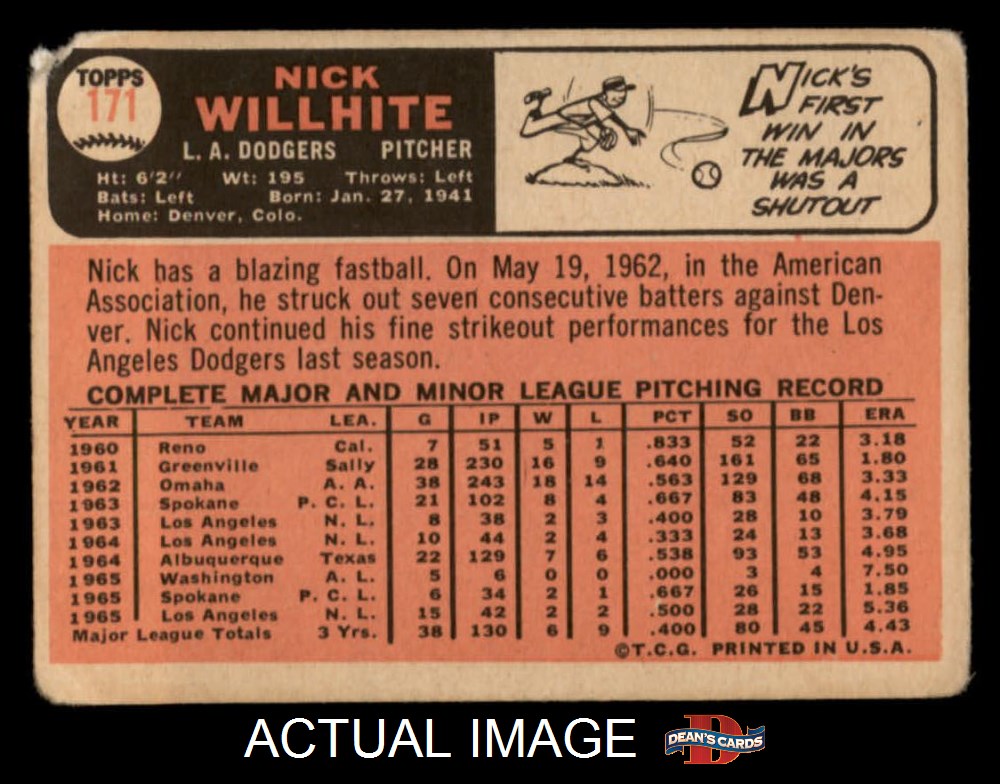 TOPPS
171
NICK
WILLHITE
L. A. DODGERS PITCHER
Ht: 6'2" Wt: 195 Throws: Left
Bats: Left Born: Jan. 27, 1941
Home: Denver, Colo.
NICK'S
FIRST
WIN IN
THE MAJORS
WAS A
SHUTOUT
Nick has a blazing fastball. On May 19, 1962, in the American
Association, he struck out seven consecutive batters against Den-
ver. Nick continued his fine strikeout performances for the Los
Angeles Dodgers last season.
COMPLETE MAJOR AND MINOR LEAGUE PITCHING RECORD
YEAR TEAM LEA. G IP W L PCT SO BB ERA
1960 Reno Cal. 7 51 5 1 .833 52 22 3.18
1961 Greenville Sally 28 230 16 9 .640 161 65 1.80
1962 Omaha A. A. 38 243 18 14 .563 129 68 3.33
1963 Spokane P. C. L. 21 102 8 4 .667 83 48 4.15
1963 Los Angeles N. L. 8 38 2 3 .400 28 10 3.79
1964 Los Angeles N. L. 10 44 2 4 .333 24 13 3.68
1964 Albuquerque Texas 22 129 7 6 .538 93 53 4.95
1965 Washington A. L. 5 6 0 0 .000 3 4 7.50
1965 Spokane P. C. L. 6 34 2 1 .667 26 15 1.85
1965 Los Angeles N. L. 15 42 2 2 .500 28 22 5.36
Major League Totals 3 Yrs. 38 130 6 9 .400 80 45 4.43
©T.C.G. PRINTED IN U.S.A.
ACTUAL IMAGE
D
DEAN'S CARDS